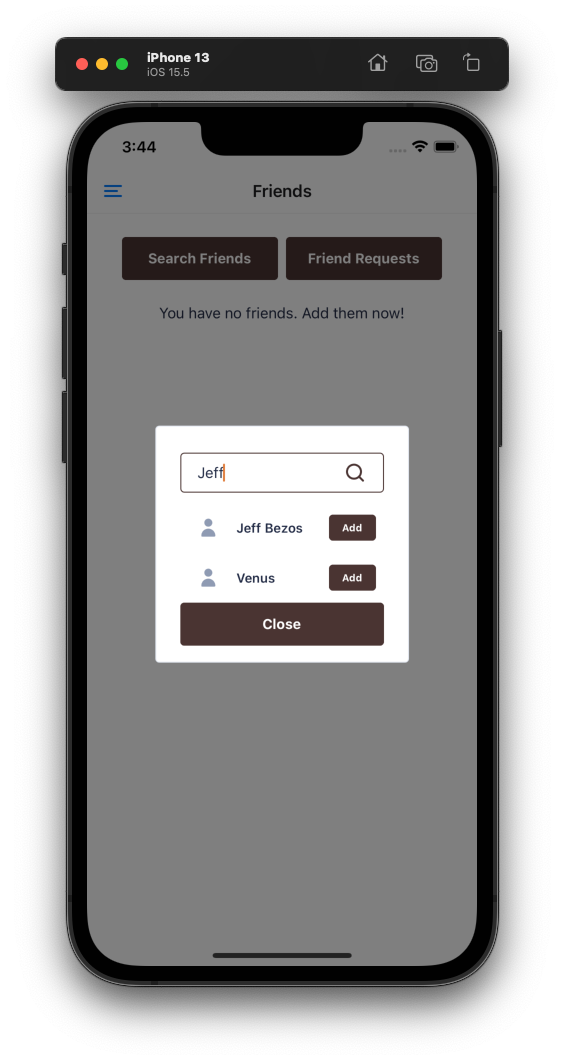 iPhone 13
iOS 15.5
3:44
Friends
Search Friends Friend Requests
You have no friends. Add them now!
Jeff
Jeff Bezos Add
Venus Add
Close